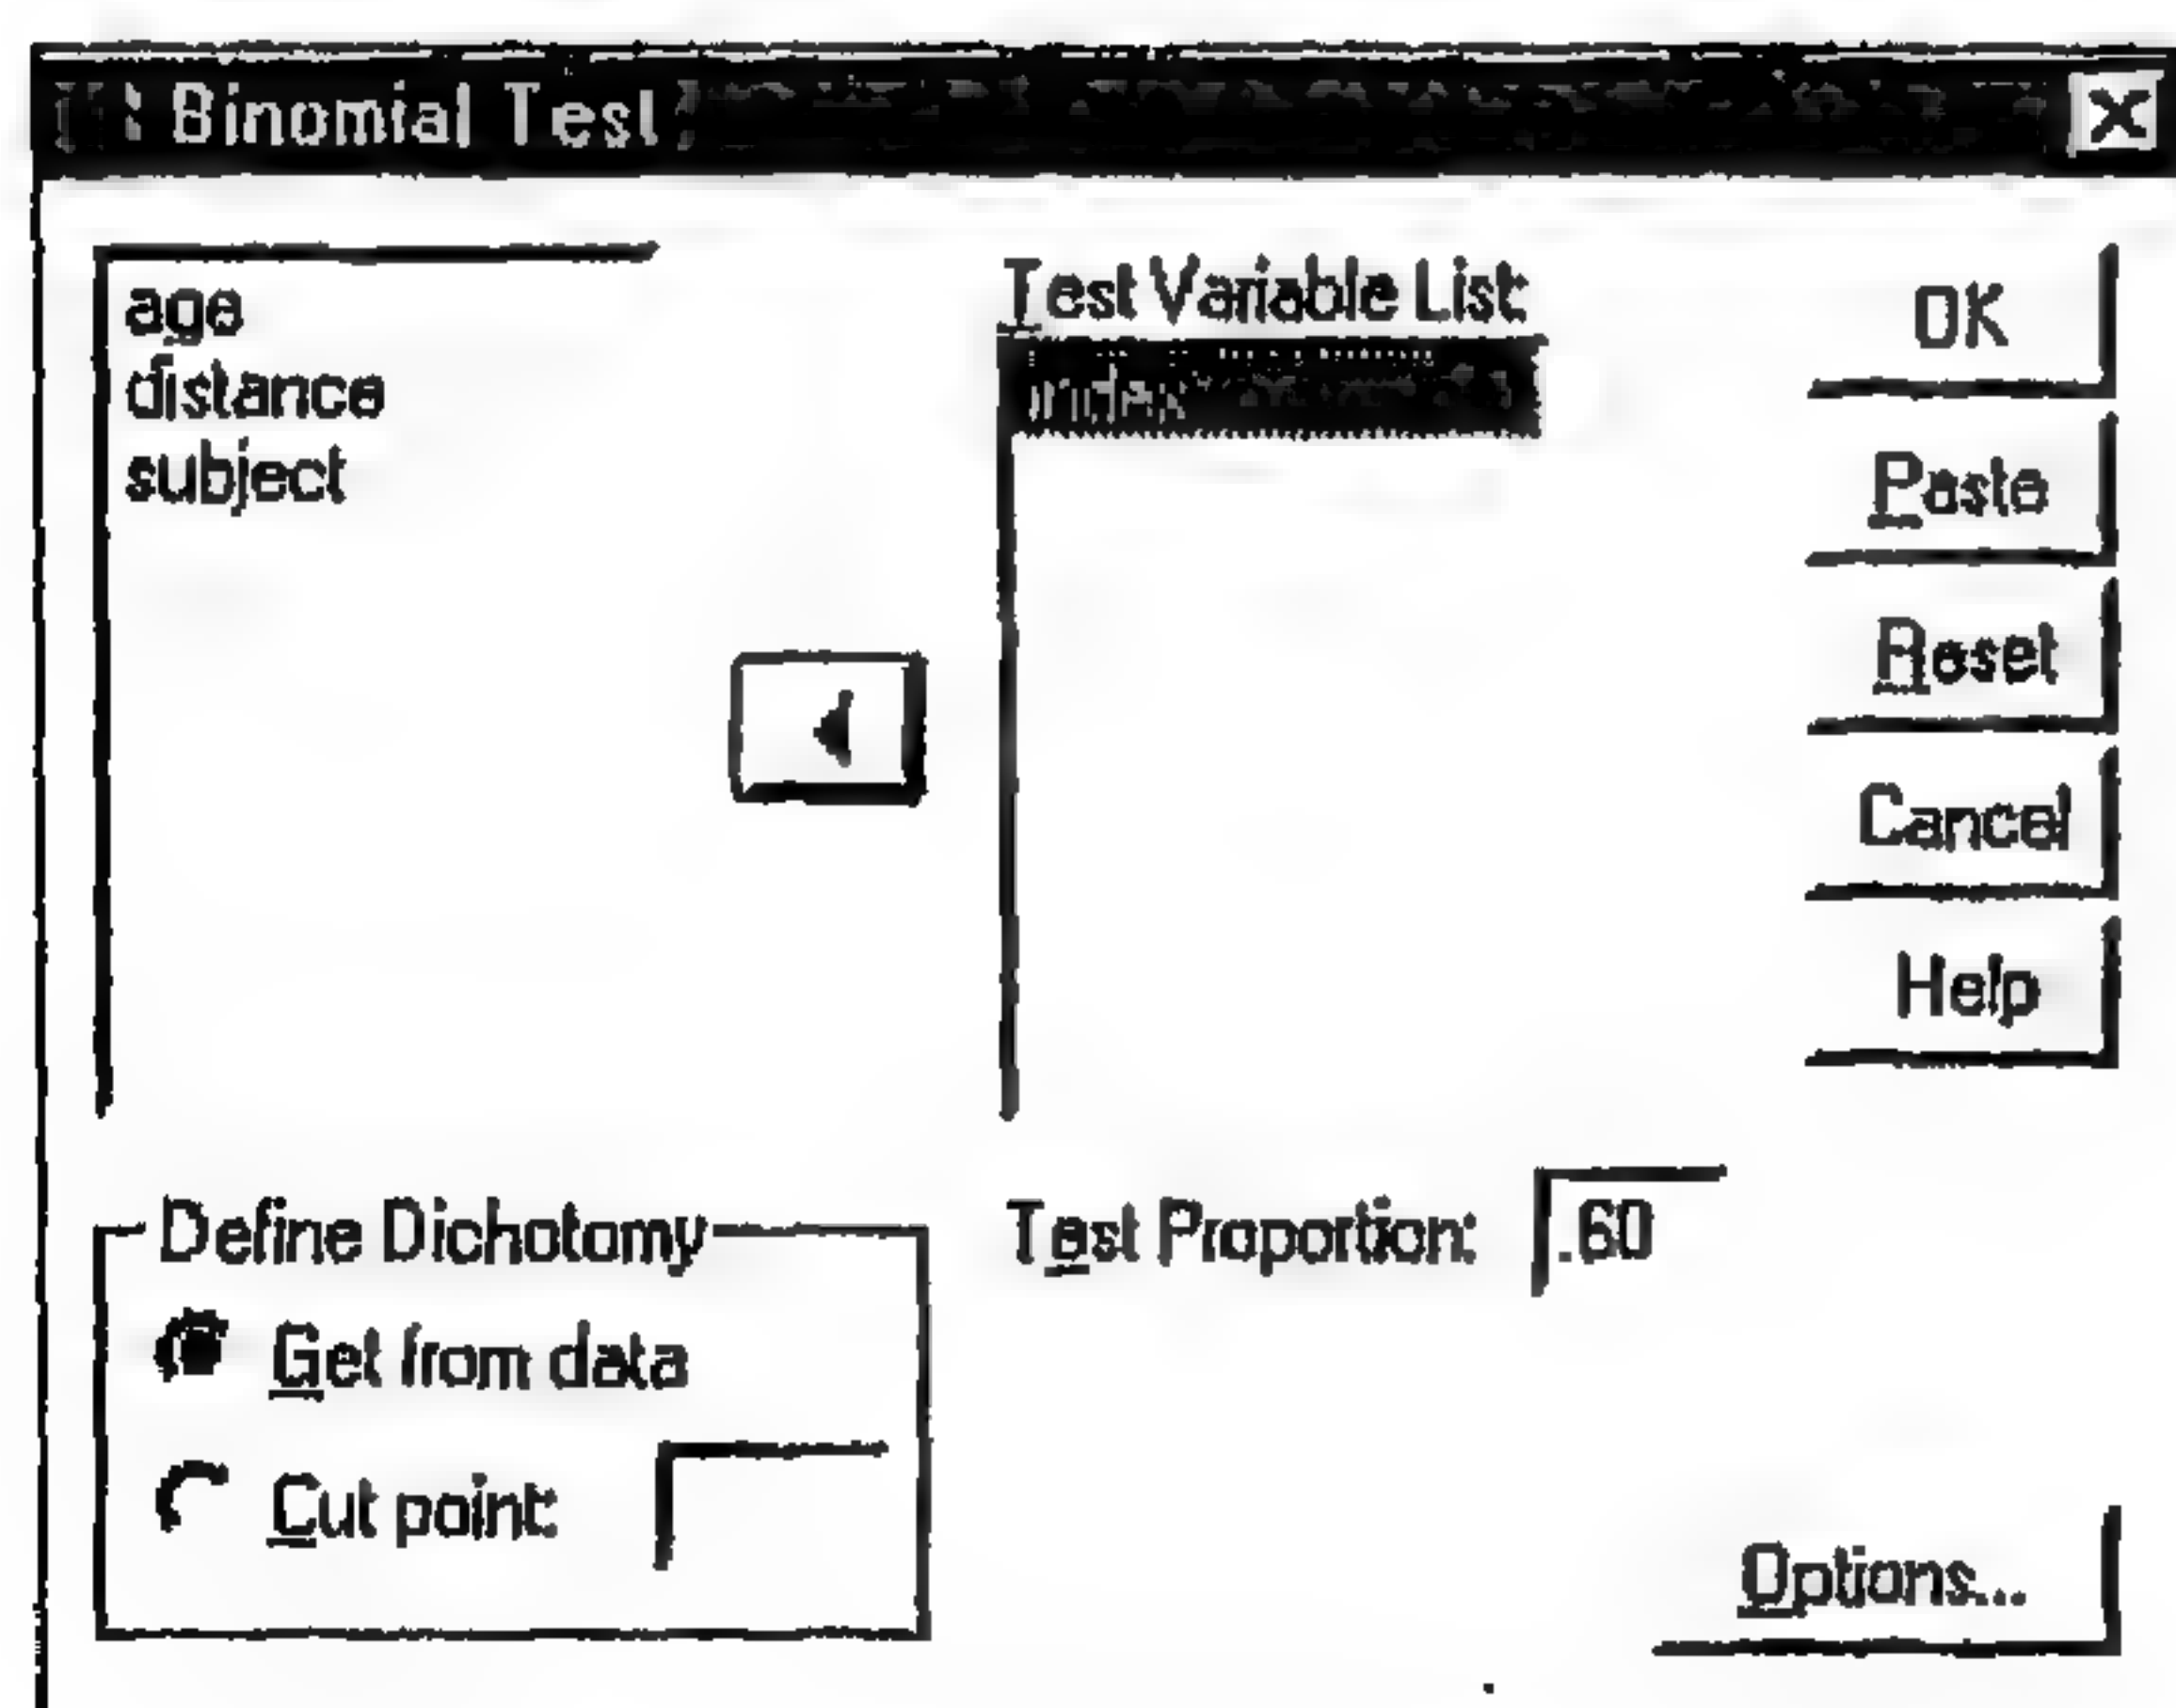 Binomial Test
age
distance
subject
Test Variable List:
index
OK
Paste
Reset
Cancel
Help
Define Dichotomy
Get from data
Cut point:
Test Proportion: .60
Options...